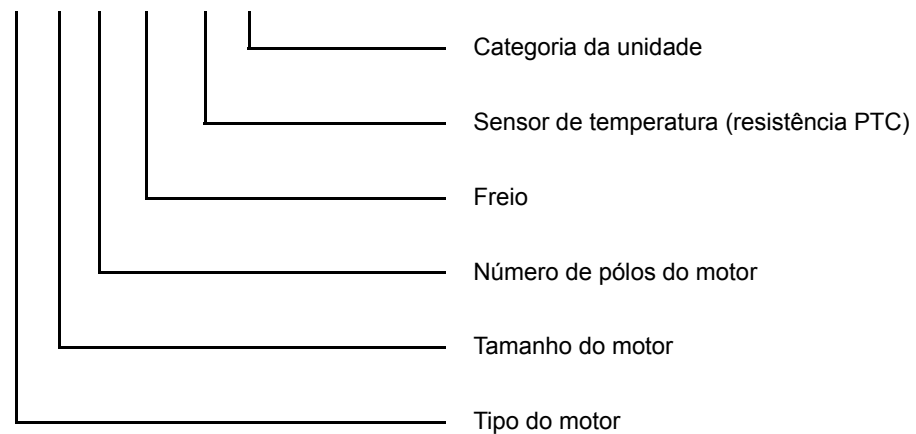 Categoria da unidade
Sensor de temperatura (resistência PTC)
Freio
Número de pólos do motor
Tamanho do motor
Tipo do motor